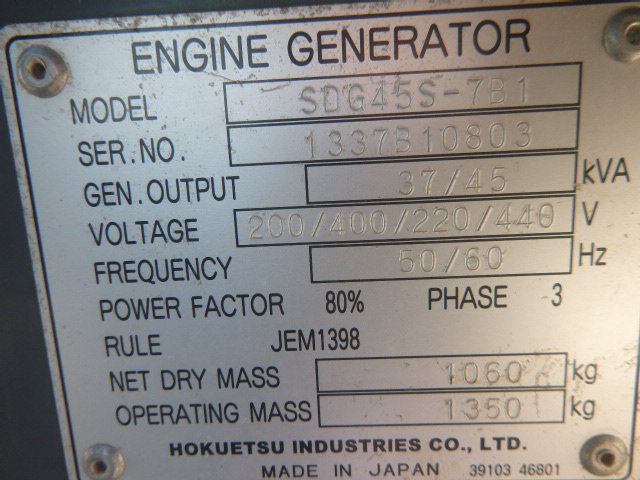 ENGINE GENERATOR
MODEL SDG45S-7B1
SER.NO. 1337B10803
GEN.OUTPUT 37/45 kVA
VOLTAGE 200/400/220/440 V
FREQUENCY 50/60 Hz
POWER FACTOR 80% PHASE 3
RULE JEM1398
NET DRY MASS 1060 kg
OPERATING MASS 1350 kg
HOKUETSU INDUSTRIES CO., LTD.
MADE IN JAPAN 39103 46801